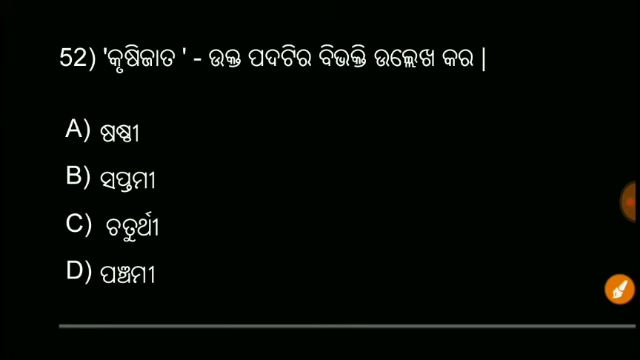 52) 'କୃଷିଜାତ ' - ଉକ୍ତ ପଦଟିର ବିଭକ୍ତି ଉଲ୍ଲେଖ କର |
A) ଷଷ୍ଠୀ
B) ସପ୍ତମୀ
C) ଚତୁର୍ଥୀ
D) ପଞ୍ଚମୀ